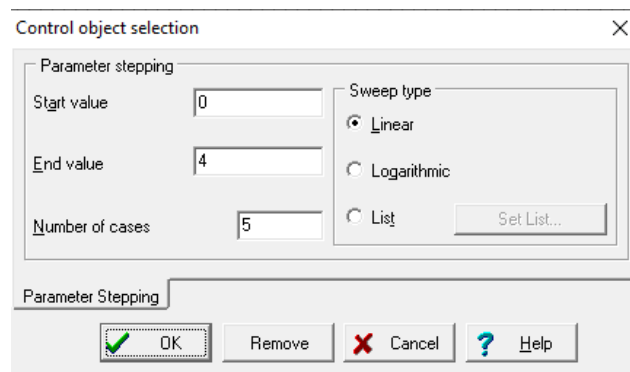 Control object selection
Parameter stepping
Start value 0
End value 4
Number of cases 5
Sweep type
Linear
Logarithmic
List Set List...
Parameter Stepping
OK Remove Cancel ? Help